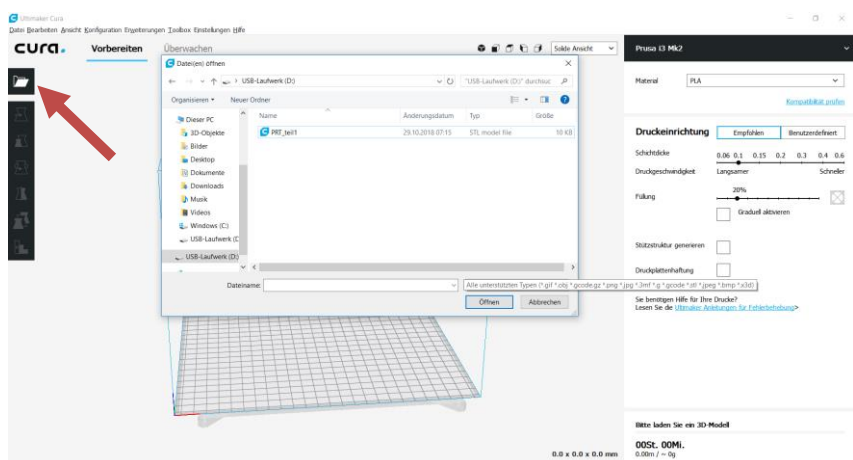 Ultimaker Cura
Datei Bearbeiten Ansicht Konfiguration Erweiterungen Toolbox Einstellungen Hilfe
cura.
Vorbereiten
Überwachen
Solide Ansicht
Prusa i3 Mk2
Datei(en) öffnen
USB-Laufwerk (D:)
"USB-Laufwerk (D:)" durchsuc
Organisieren
Neuer Ordner
Dieser PC
3D-Objekte
Bilder
Desktop
Dokumente
Downloads
Musik
Videos
Windows (C:)
USB-Laufwerk (D
USB-Laufwerk (D:)
Name
Änderungsdatum
Typ
Größe
PRT_teil1
29.10.2018 07:15
STL model file
10 KB
Dateiname:
Alle unterstützten Typen (*.gif *.obj *.gcode.gz *.png *.jpg *.3mf *.g *.gcode *.stl *.jpeg *.bmp *.x3d)
Öffnen
Abbrechen
Material
PLA
Kompatibilität prüfen
Druckeinrichtung
Empfohlen
Benutzerdefiniert
Schichtdicke
0.06 0.1 0.15 0.2 0.3 0.4 0.6
Druckgeschwindigkeit
Langsamer
Schneller
Füllung
20%
Graduell aktivieren
Stützstruktur generieren
Druckplattenhaftung
Sie benötigen Hilfe für Ihre Drucke?
Lesen Sie die Ultimaker Anleitungen für Fehlerbehebung>
Bitte laden Sie ein 3D-Modell
00St. 00Mi.
0.00m / ~ 0g
0.0 x 0.0 x 0.0 mm